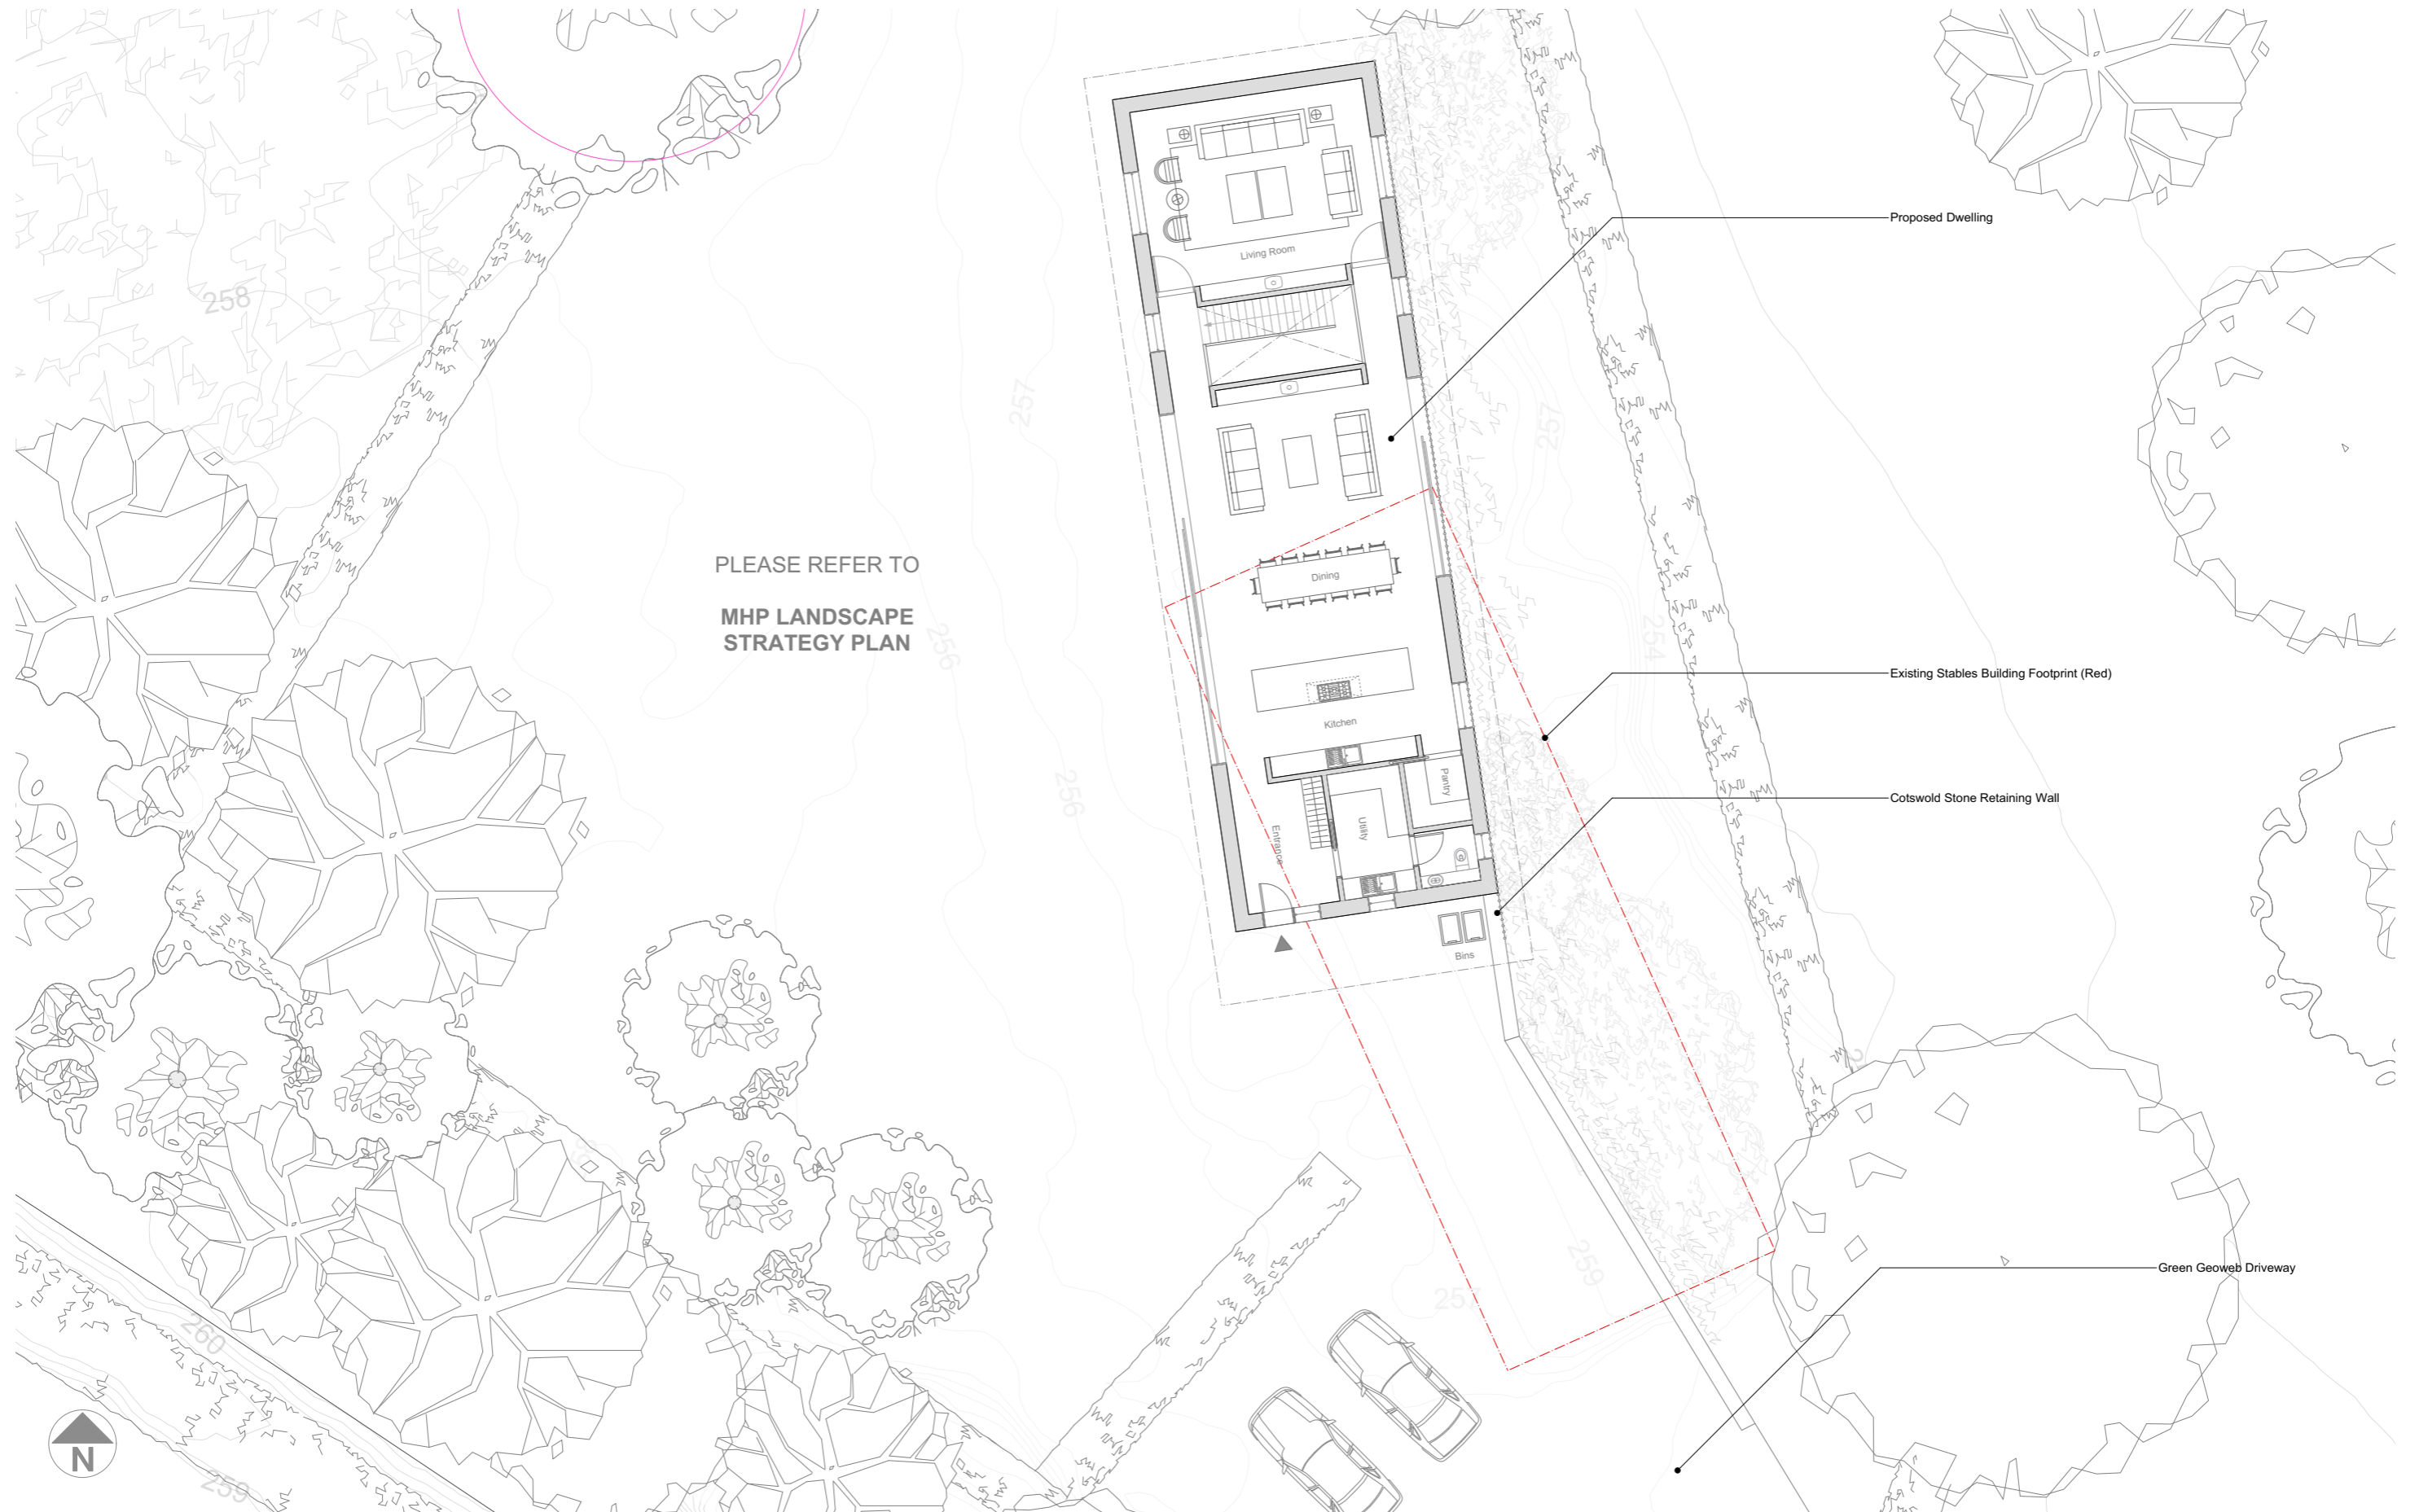 Proposed Dwelling
Living Room
258
257
257
256
PLEASE REFER TO
MHP LANDSCAPE
STRATEGY PLAN
Dining
256
254
Existing Stables Building Footprint (Red)
Kitchen
Pantry
Cotswold Stone Retaining Wall
Utility
Entrance
Bins
259
257
Green Geoweb Driveway
260
N
259